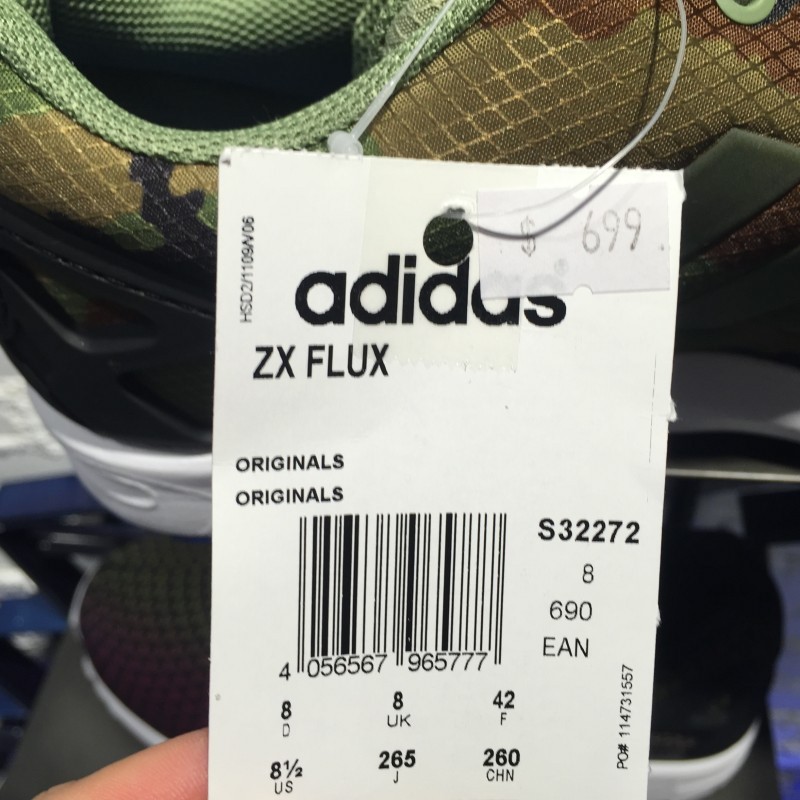 $ 699.
HSD2/1109/V06
adidas®
ZX FLUX
ORIGINALS
ORIGINALS
S32272
8
690
EAN
4 056567 965777
8 8 42
D UK F
8½ 265 260
US J CHN
PO# 114731557